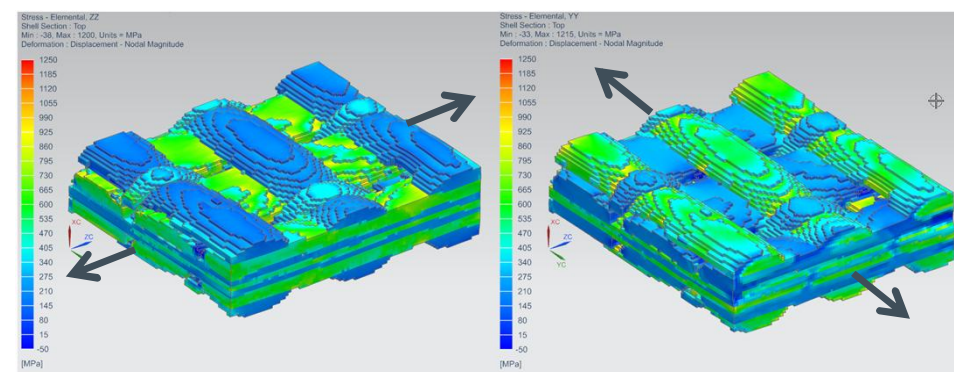 Stress - Elemental, ZZ
Shell Section : Top
Min : -38, Max : 1200, Units = MPa
Deformation : Displacement - Nodal Magnitude
1250
1185
1120
1055
990
925
860
795
730
665
600
535
470
405
340
275
210
145
80
15
-50
[MPa]
XC
ZC
Stress - Elemental, YY
Shell Section : Top
Min : -33, Max : 1215, Units = MPa
Deformation : Displacement - Nodal Magnitude
1250
1185
1120
1055
990
925
860
795
730
665
600
535
470
405
340
275
210
145
80
15
-50
[MPa]
XC
ZC
YC